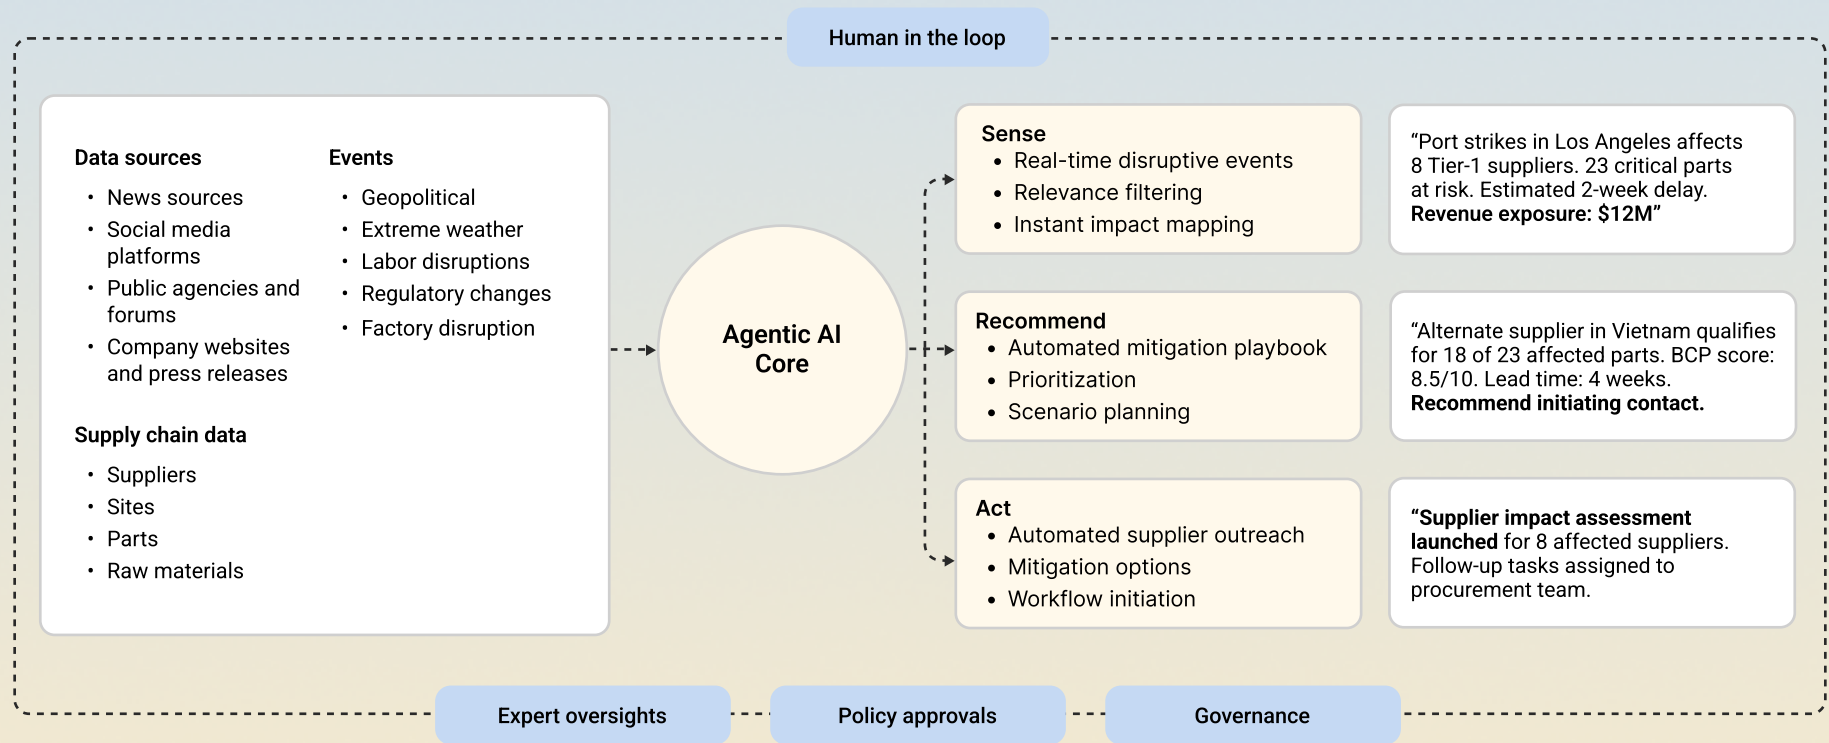 Human in the loop
Data sources
• News sources
• Social media
platforms
• Public agencies and
forums
• Company websites
and press releases
Supply chain data
• Suppliers
• Sites
• Parts
• Raw materials
Events
• Geopolitical
• Extreme weather
• Labor disruptions
• Regulatory changes
• Factory disruption
Agentic AI
Core
Sense
• Real-time disruptive events
• Relevance filtering
• Instant impact mapping
“Port strikes in Los Angeles affects
8 Tier-1 suppliers. 23 critical parts
at risk. Estimated 2-week delay.
Revenue exposure: $12M”
Recommend
• Automated mitigation playbook
• Prioritization
• Scenario planning
“Alternate supplier in Vietnam qualifies
for 18 of 23 affected parts. BCP score:
8.5/10. Lead time: 4 weeks.
Recommend initiating contact.
Act
• Automated supplier outreach
• Mitigation options
• Workflow initiation
“Supplier impact assessment
launched for 8 affected suppliers.
Follow-up tasks assigned to
procurement team.
Expert oversights
Policy approvals
Governance